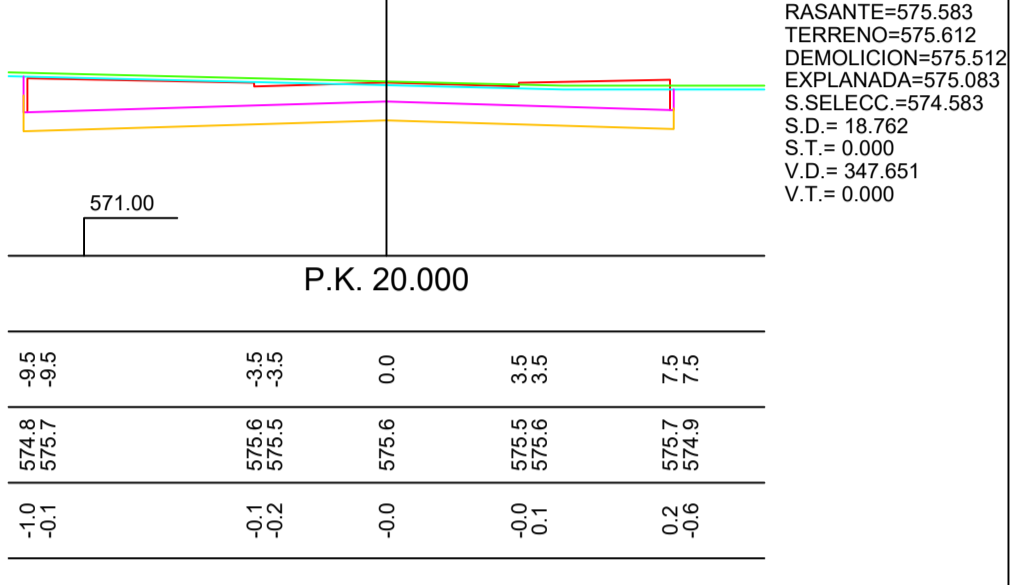 RASANTE=575.583
TERRENO=575.612
DEMOLICION=575.512
EXPLANADA=575.083
S.SELECC.=574.583
S.D.= 18.762
S.T.= 0.000
V.D.= 347.651
V.T.= 0.000
571.00
P.K. 20.000
-9.5
-9.5
-3.5
-3.5
0.0
3.5
3.5
7.5
7.5
574.8
575.7
575.6
575.5
575.6
575.5
575.6
575.7
574.9
-1.0
-0.1
-0.1
-0.2
-0.0
-0.0
0.1
0.2
-0.6